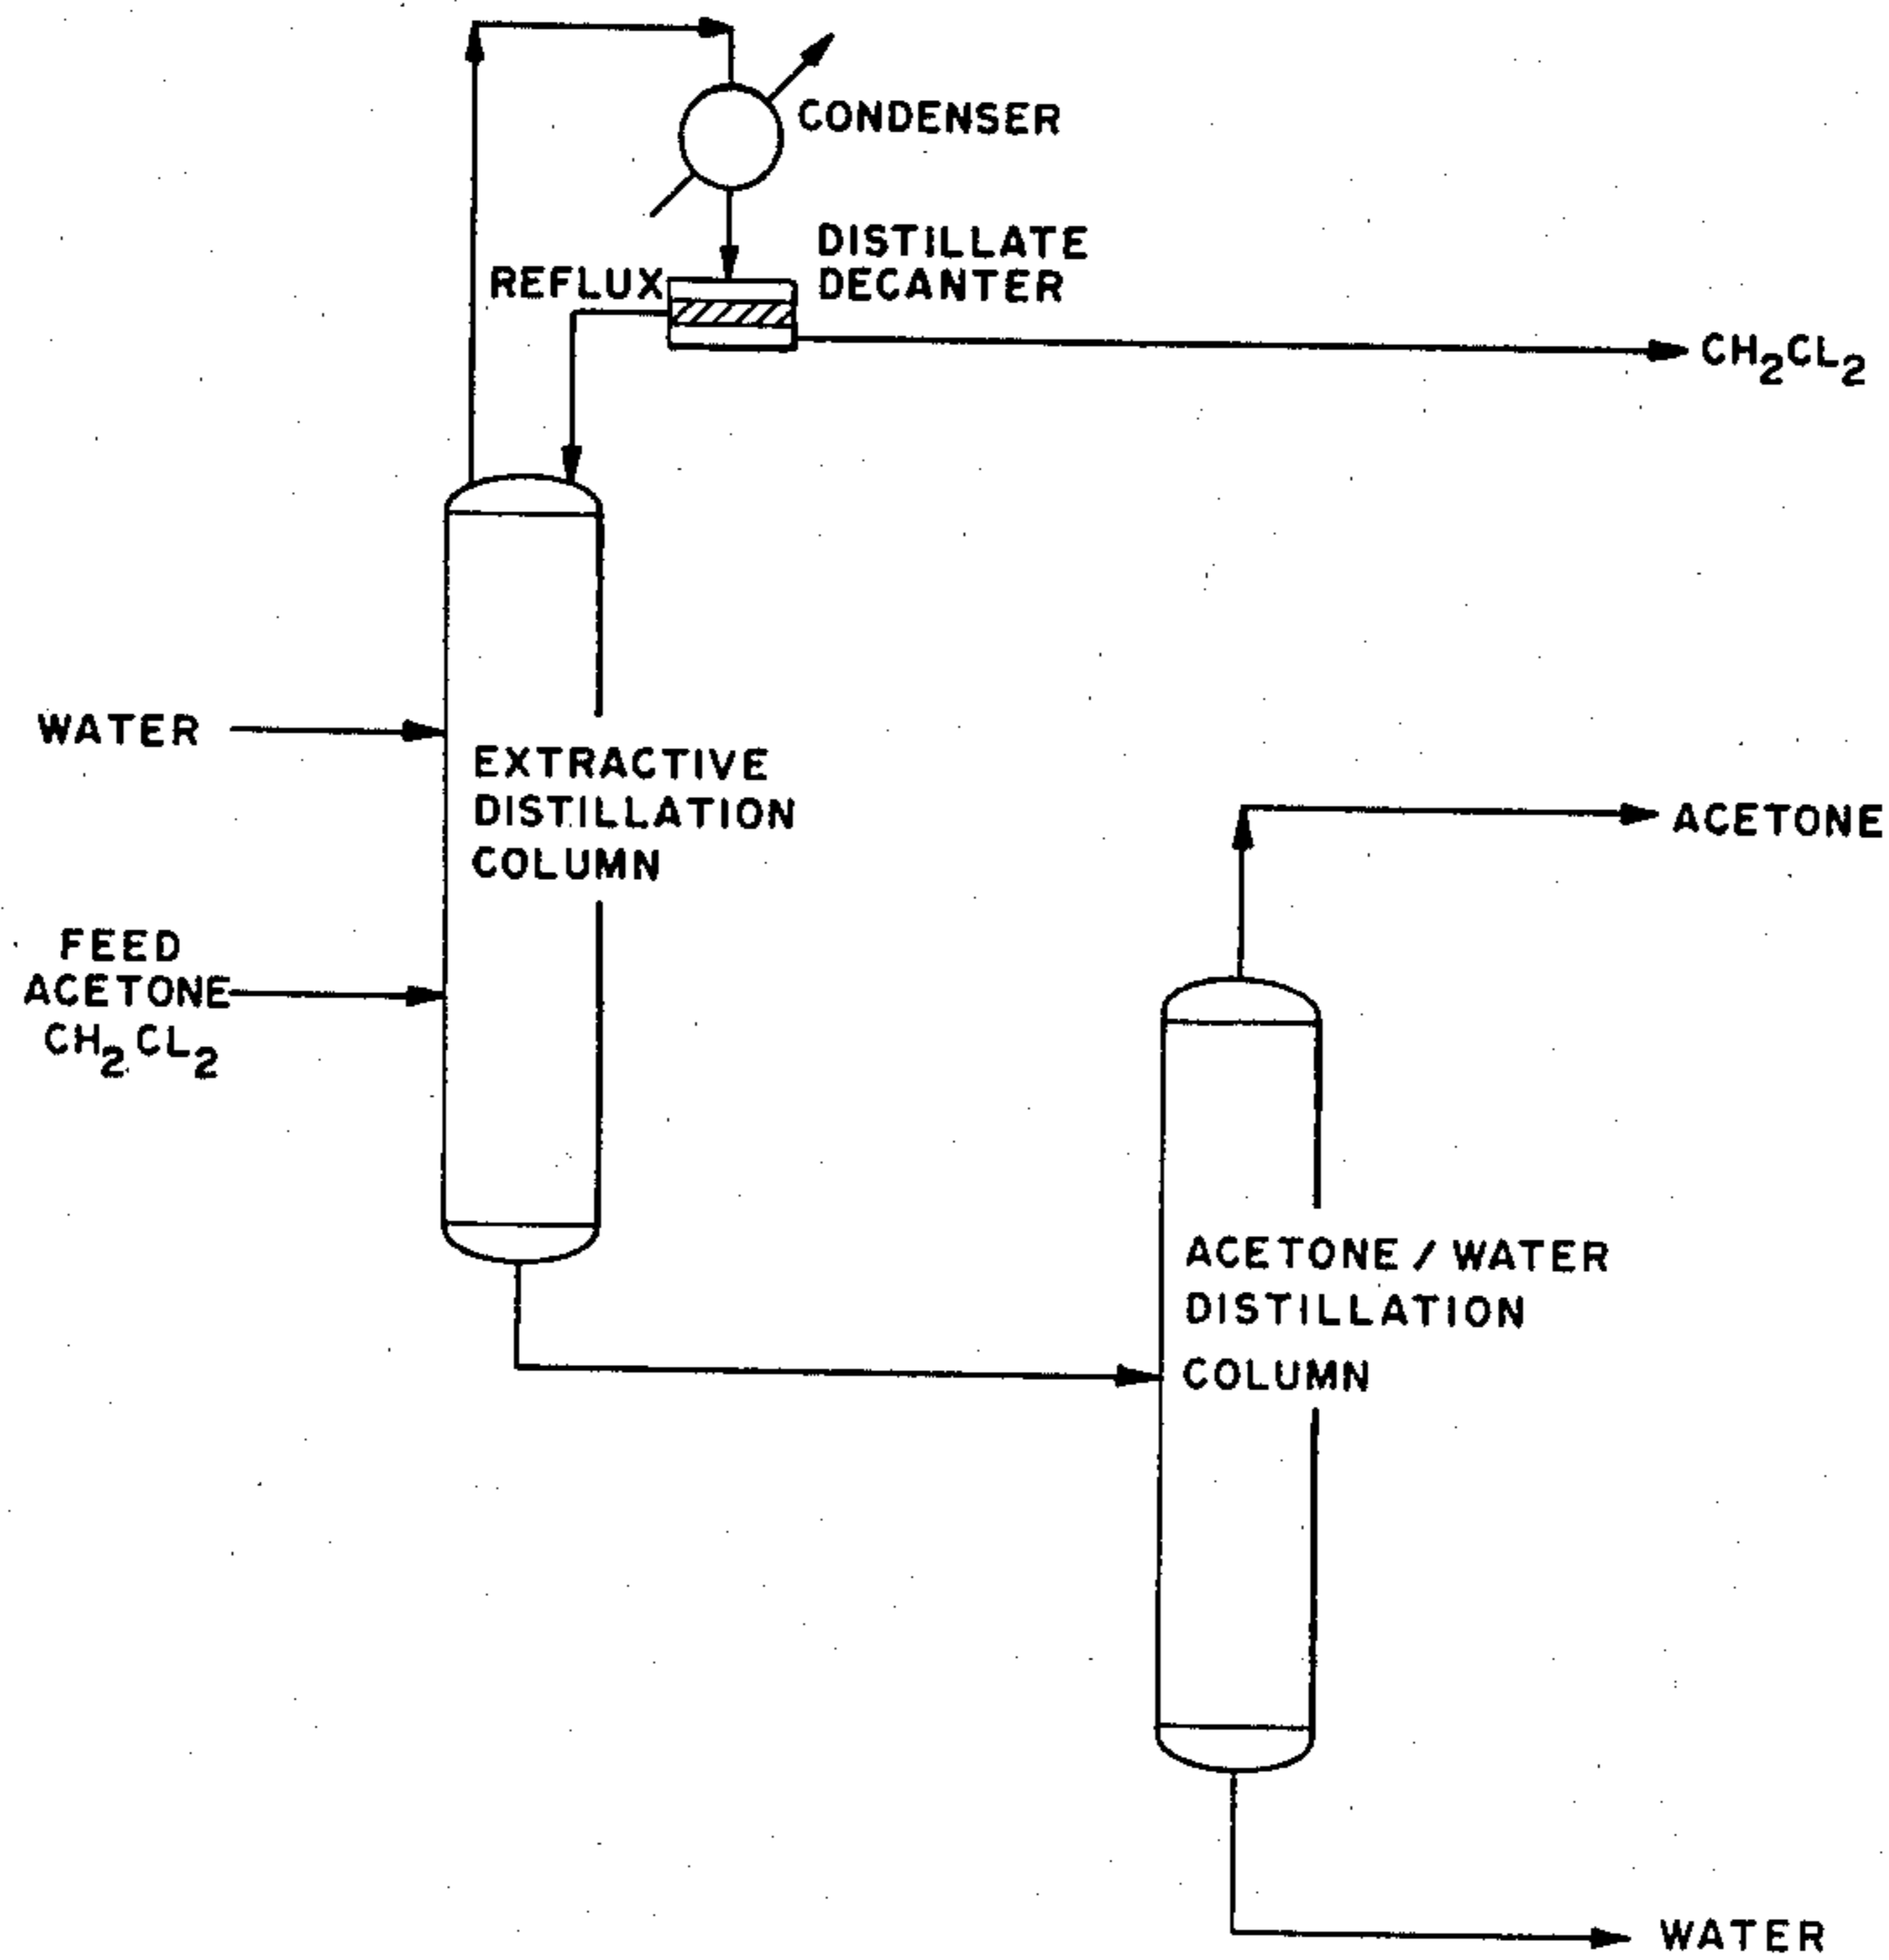 CONDENSER
DISTILLATE
DECANTER
REFLUX
CH₂CL₂
WATER
EXTRACTIVE
DISTILLATION
COLUMN
ACETONE
FEED
ACETONE
CH₂CL₂
ACETONE / WATER
DISTILLATION
COLUMN
WATER